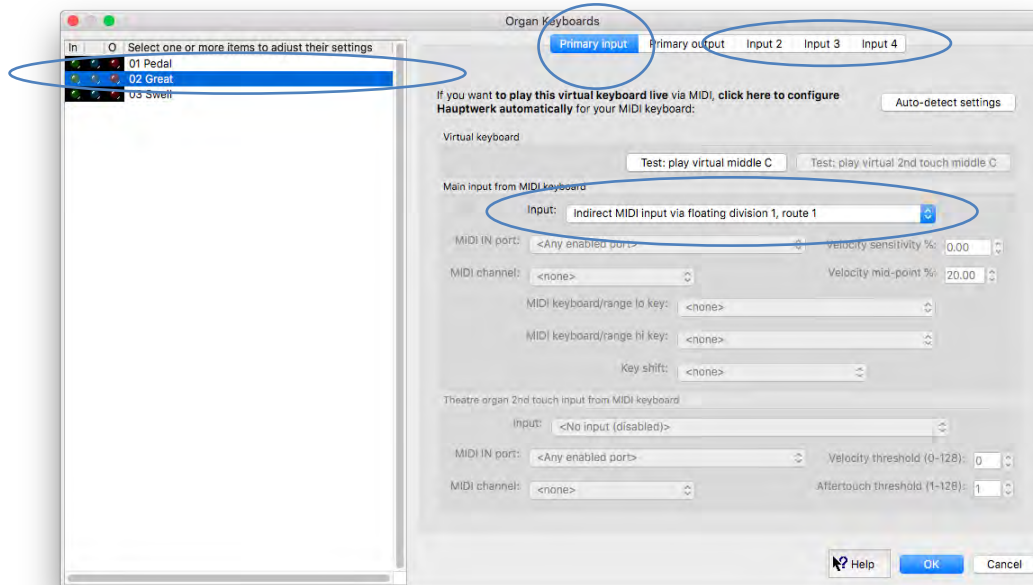 Organ Keyboards
In O Select one or more items to adjust their settings
01 Pedal
02 Great
03 Swell
Primary input Primary output Input 2 Input 3 Input 4
If you want to play this virtual keyboard live via MIDI, click here to configure
Hauptwerk automatically for your MIDI keyboard:
Auto-detect settings
Virtual keyboard
Test: play virtual middle C Test: play virtual 2nd touch middle C
Main input from MIDI keyboard
Input: Indirect MIDI input via floating division 1, route 1
MIDI IN port: <Any enabled port> Velocity sensitivity %: 0.00
MIDI channel: <none> Velocity mid-point %: 20.00
MIDI keyboard/range lo key: <none>
MIDI keyboard/range hi key: <none>
Key shift: <none>
Theatre organ 2nd touch input from MIDI keyboard
Input: <No input (disabled)>
MIDI IN port: <Any enabled port> Velocity threshold (0-128): 0
MIDI channel: <none> Aftertouch threshold (1-128): 1
? Help OK Cancel